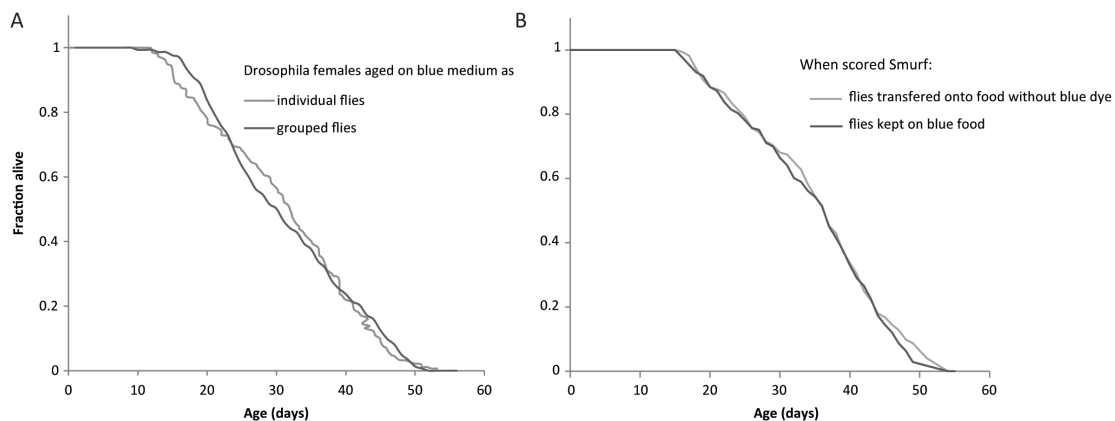 A
Fraction alive
1
0.8
0.6
0.4
0.2
0
0 10 20 30 40 50 60
Age (days)
Drosophila females aged on blue medium as
individual flies
grouped flies
B
1
0.8
0.6
0.4
0.2
0
0 10 20 30 40 50 60
Age (days)
When scored Smurf:
flies transfered onto food without blue dye
flies kept on blue food